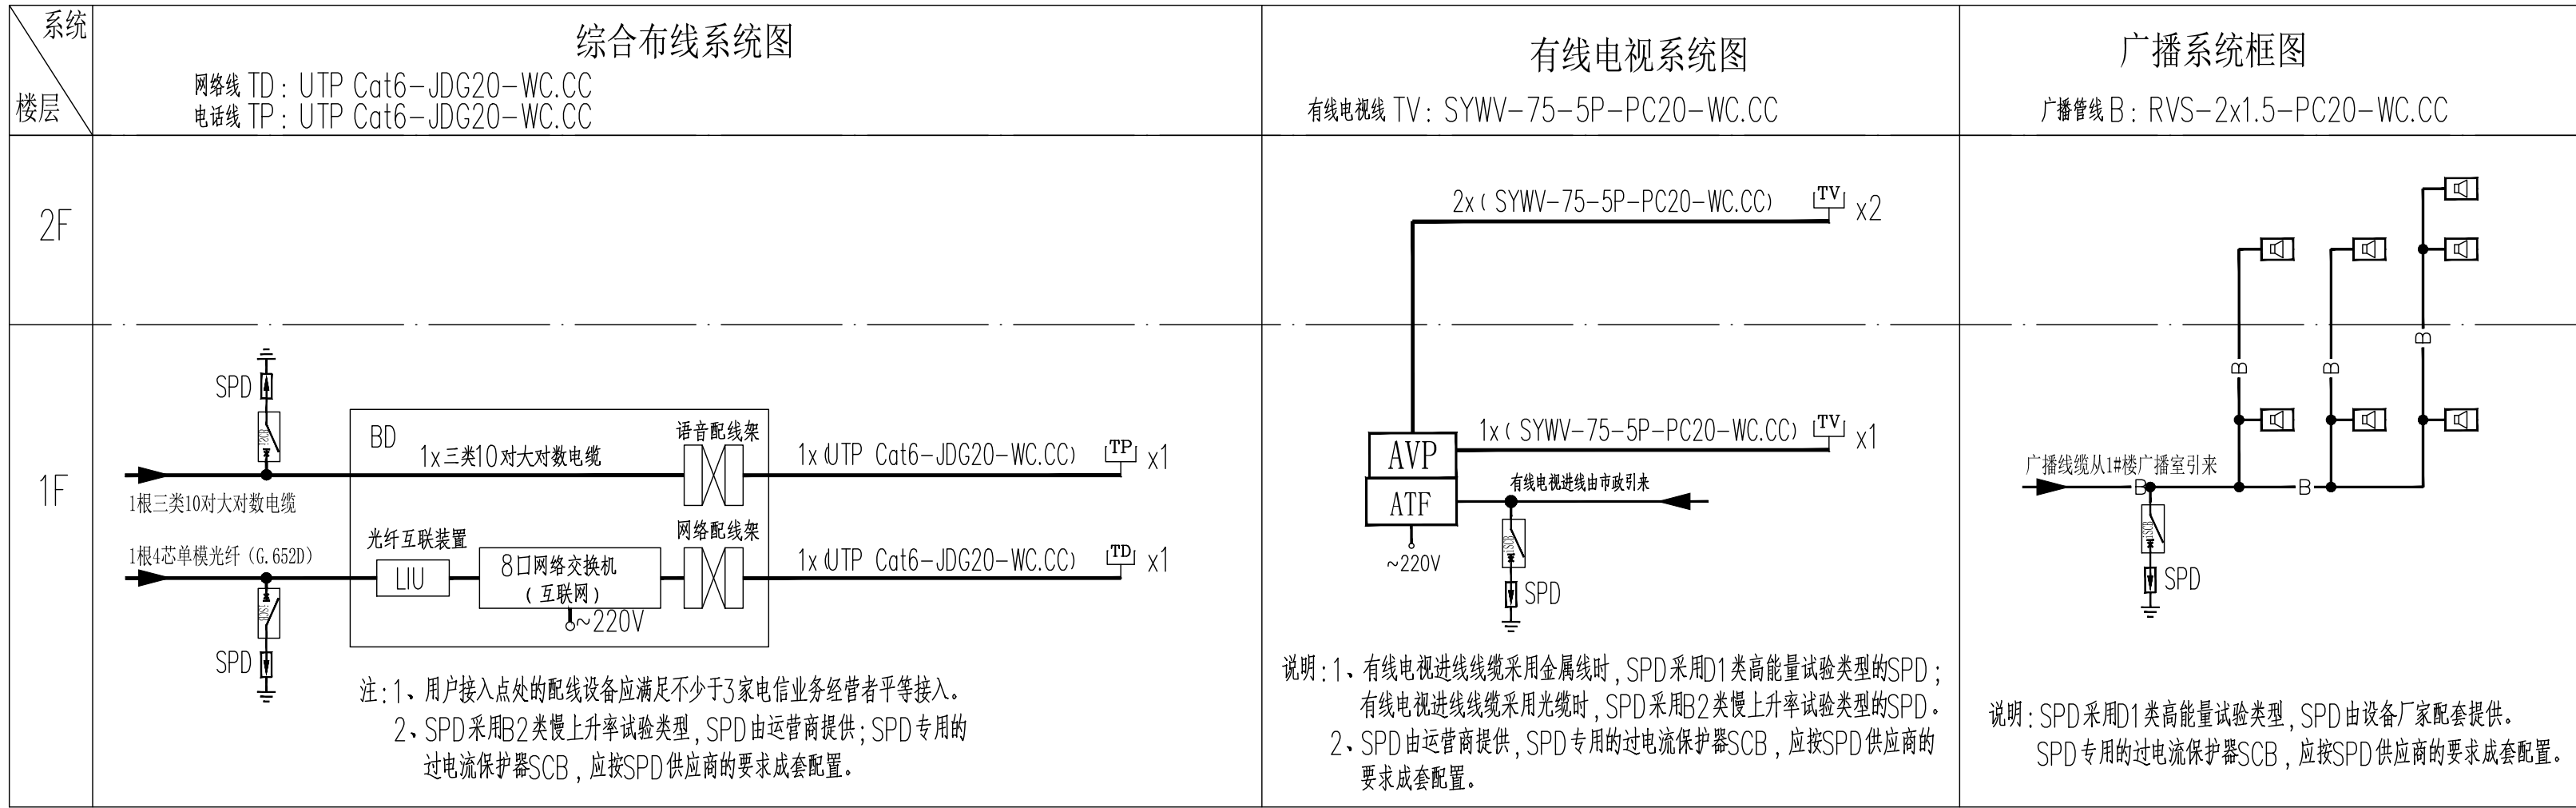 系统
楼层
综合布线系统图
网络线 TD: UTP Cat6-JDG20-WC.CC
电话线 TP: UTP Cat6-JDG20-WC.CC
有线电视系统图
有线电视线 TV: SYWV-75-5P-PC20-WC.CC
广播系统框图
广播管线 B: RVS-2x1.5-PC20-WC.CC
2F
2x(SYWV-75-5P-PC20-WC.CC)
TV
x2
1F
SPD
iSCB
BD
语音配线架
1x三类10对大对数电缆
1x(UTP Cat6-JDG20-WC.CC)
TP
x1
1根三类10对大对数电缆
1根4芯单模光纤 (G.652D)
光纤互联装置
LIU
8口网络交换机
(互联网)
~220V
网络配线架
1x(UTP Cat6-JDG20-WC.CC)
TD
x1
iSCB
SPD
注:1、用户接入点处的配线设备应满足不少于3家电信业务经营者平等接入。
2、SPD采用B2类慢上升率试验类型,SPD由运营商提供;SPD专用的
过电流保护器SCB,应按SPD供应商的要求成套配置。
AVP
ATF
~220V
1x(SYWV-75-5P-PC20-WC.CC)
TV
x1
有线电视进线由市政引来
iSCB
SPD
说明:1、有线电视进线线缆采用金属线时,SPD采用D1类高能量试验类型的SPD;
有线电视进线线缆采用光缆时,SPD采用B2类慢上升率试验类型的SPD。
2、SPD由运营商提供,SPD专用的过电流保护器SCB,应按SPD供应商的
要求成套配置。
B
B
B
广播线缆从1#楼广播室引来
B
B
iSCB
SPD
说明:SPD采用D1类高能量试验类型,SPD由设备厂家配套提供。
SPD专用的过电流保护器SCB,应按SPD供应商的要求成套配置。